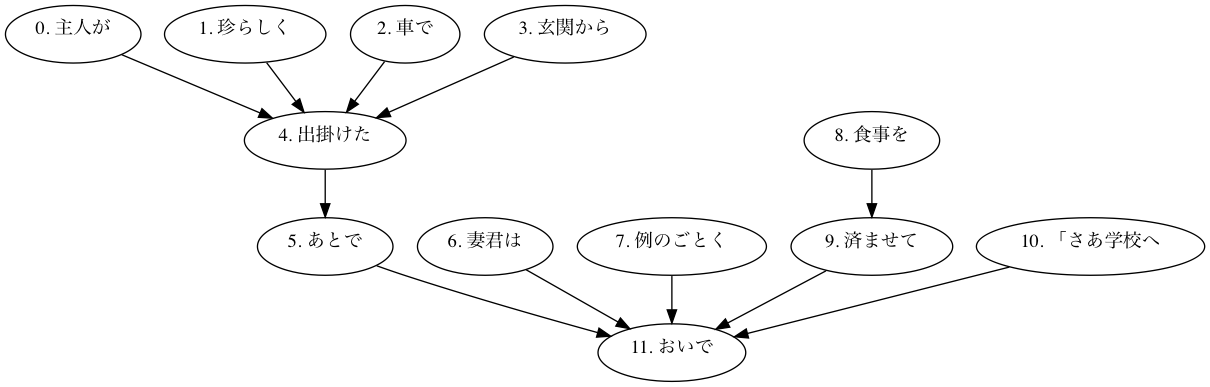 0. 主人が 1. 珍らしく 2. 車で 3. 玄関から
4. 出掛けた 8. 食事を
5. あとで 6. 妻君は 7. 例のごとく 9. 済ませて 10. 「さあ学校へ
11. おいで